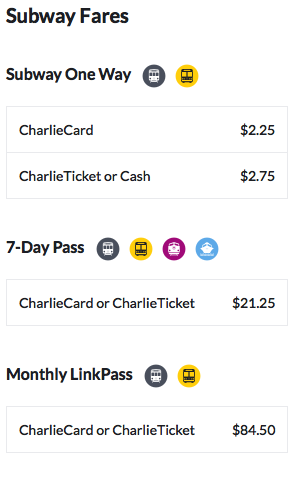 Subway Fares
Subway One Way
CharlieCard $2.25
CharlieTicket or Cash $2.75
7-Day Pass
CharlieCard or CharlieTicket $21.25
Monthly LinkPass
CharlieCard or CharlieTicket $84.50